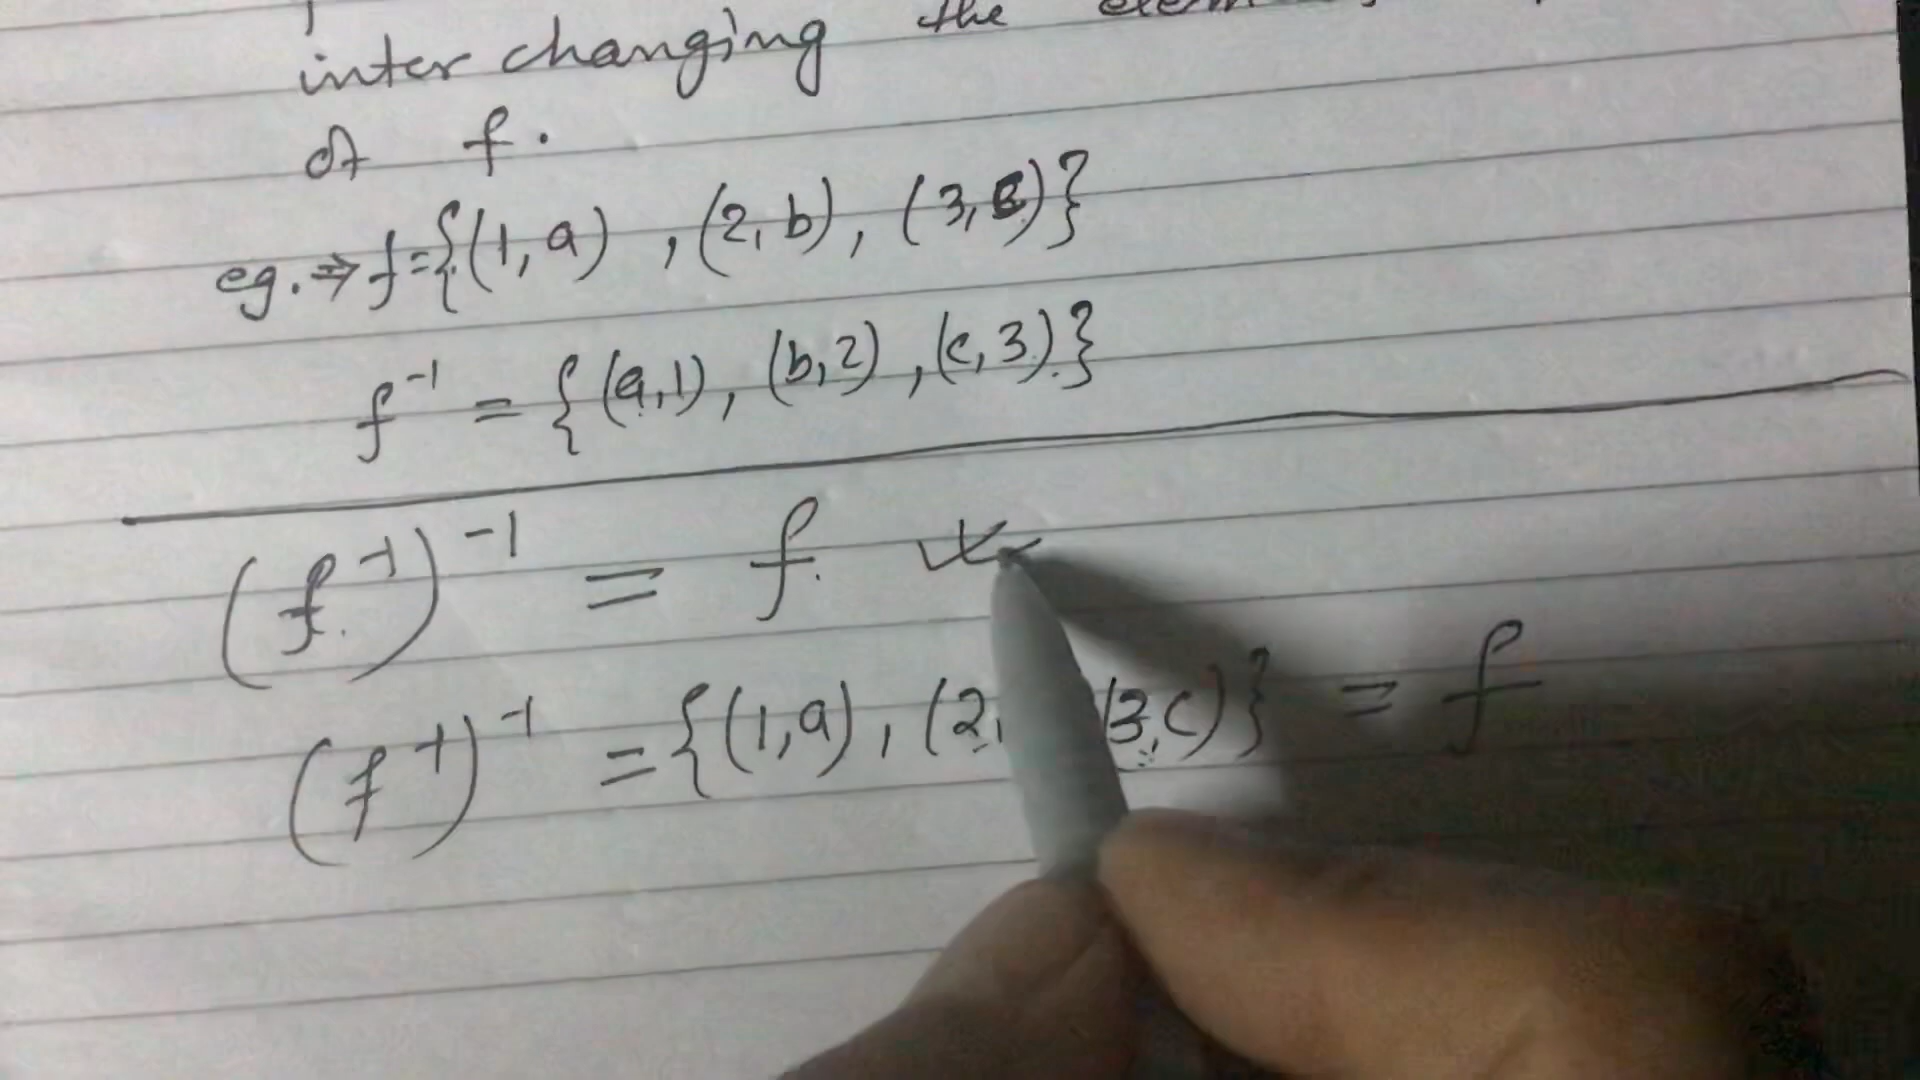 inter changing the
of f.
eg. ⇒ f = {(1, a), (2, b), (3, c)}
f⁻¹ = {(a, 1), (b, 2), (c, 3)}
(f⁻¹)⁻¹ = f
(f⁻¹)⁻¹ = {(1, a), (2, 3, c)} = f